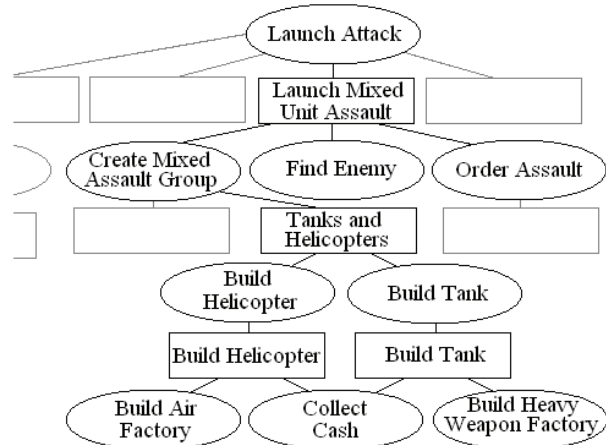 Launch Attack
Launch Mixed
Unit Assault
Create Mixed
Assault Group
Find Enemy
Order Assault
Tanks and
Helicopters
Build
Helicopter
Build Tank
Build Helicopter
Build Tank
Build Air
Factory
Collect
Cash
Build Heavy
Weapon Factory